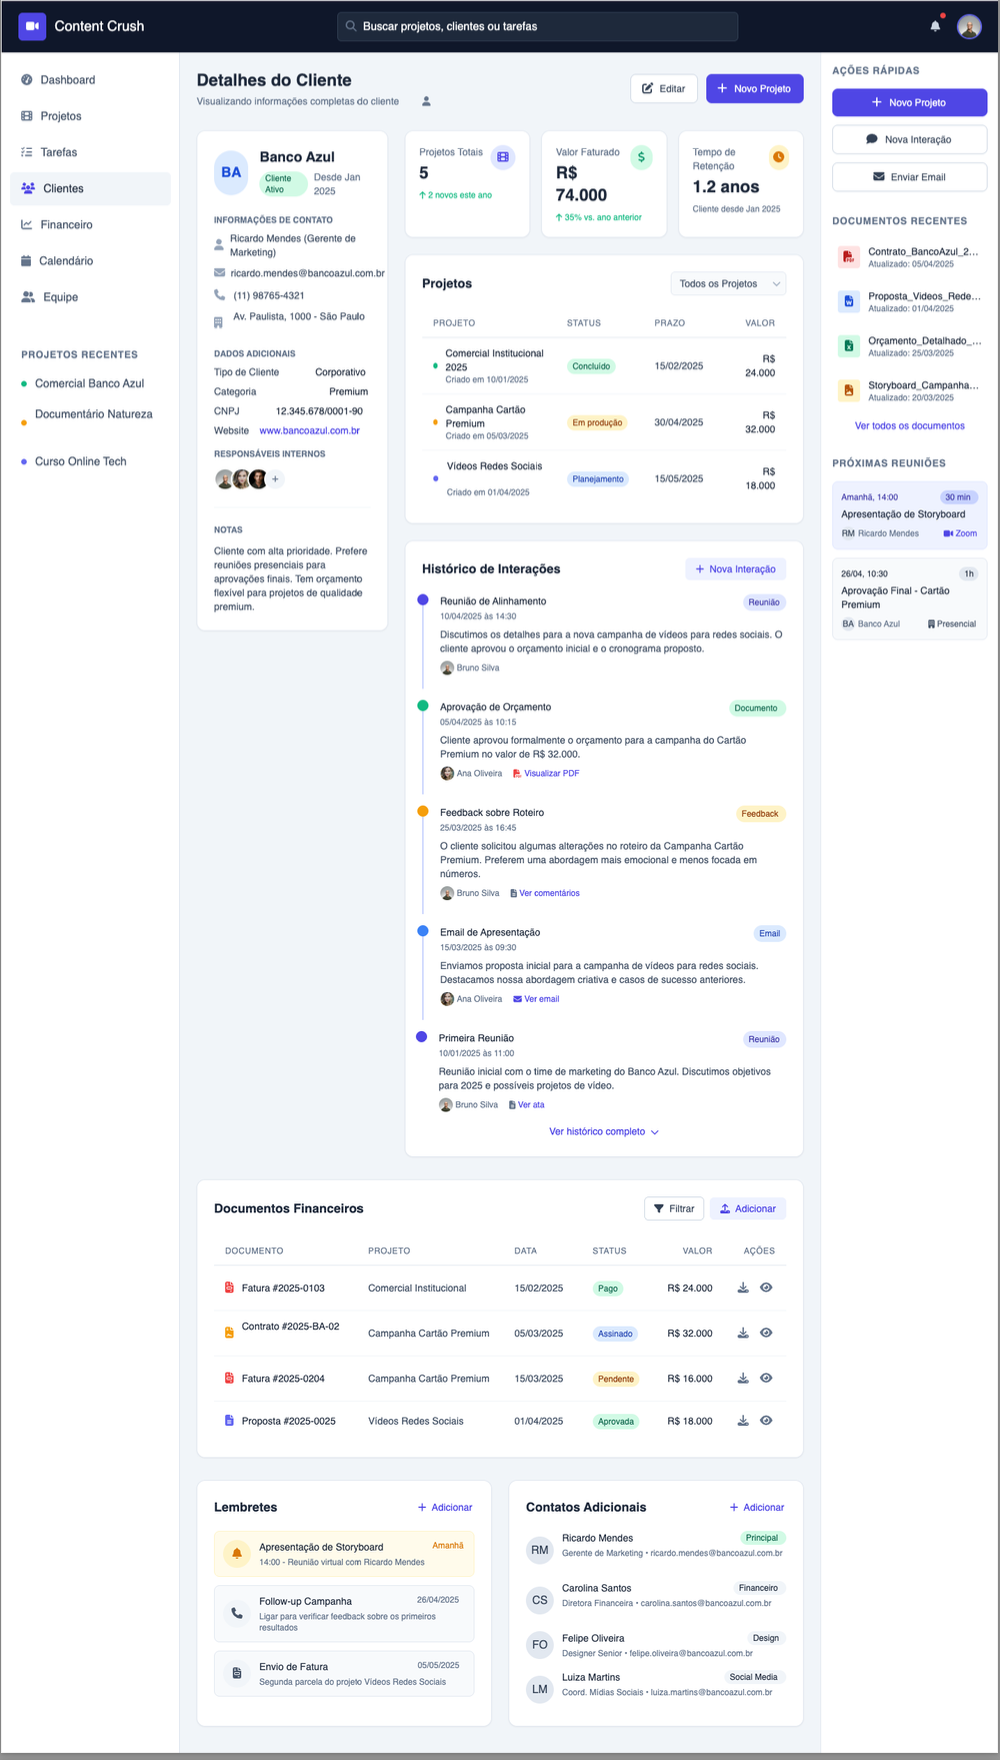 Content Crush
Buscar projetos, clientes ou tarefas
Dashboard
Projetos
Tarefas
Clientes
Financeiro
Calendário
Equipe
PROJETOS RECENTES
Comercial Banco Azul
Documentário Natureza
Curso Online Tech
Detalhes do Cliente
Visualizando informações completas do cliente
Editar
Novo Projeto
BA
Banco Azul
Cliente
Ativo
Desde Jan
2025
INFORMAÇÕES DE CONTATO
Ricardo Mendes (Gerente de
Marketing)
ricardo.mendes@bancoazul.com.br
(11) 98765-4321
Av. Paulista, 1000 - São Paulo
DADOS ADICIONAIS
Tipo de Cliente Corporativo
Categoria Premium
CNPJ 12.345.678/0001-90
Website www.bancoazul.com.br
RESPONSÁVEIS INTERNOS
+
NOTAS
Cliente com alta prioridade. Prefere
reuniões presenciais para
aprovações finais. Tem orçamento
flexível para projetos de qualidade
premium.
Projetos Totais
5
2 novos este ano
Valor Faturado
R$
74.000
35% vs. ano anterior
Tempo de
Retenção
1.2 anos
Cliente desde Jan 2025
Projetos
Todos os Projetos
PROJETO STATUS PRAZO VALOR
Comercial Institucional
2025
Criado em 10/01/2025
Concluído
15/02/2025
R$
24.000
Campanha Cartão
Premium
Criado em 05/03/2025
Em produção
30/04/2025
R$
32.000
Vídeos Redes Sociais
Criado em 01/04/2025
Planejamento
15/05/2025
R$
18.000
Histórico de Interações
Nova Interação
Reunião de Alinhamento
Reunião
10/04/2025 às 14:30
Discutimos os detalhes para a nova campanha de vídeos para redes sociais. O
cliente aprovou o orçamento inicial e o cronograma proposto.
Bruno Silva
Aprovação de Orçamento
Documento
05/04/2025 às 10:15
Cliente aprovou formalmente o orçamento para a campanha do Cartão
Premium no valor de R$ 32.000.
Ana Oliveira Visualizar PDF
Feedback sobre Roteiro
Feedback
25/03/2025 às 16:45
O cliente solicitou algumas alterações no roteiro da Campanha Cartão
Premium. Preferem uma abordagem mais emocional e menos focada em
números.
Bruno Silva Ver comentários
Email de Apresentação
Email
15/03/2025 às 09:30
Enviamos proposta inicial para a campanha de vídeos para redes sociais.
Destacamos nossa abordagem criativa e casos de sucesso anteriores.
Ana Oliveira Ver email
Primeira Reunião
Reunião
10/01/2025 às 11:00
Reunião inicial com o time de marketing do Banco Azul. Discutimos objetivos
para 2025 e possíveis projetos de vídeo.
Bruno Silva Ver ata
Ver histórico completo
Documentos Financeiros
Filtrar
Adicionar
DOCUMENTO PROJETO DATA STATUS VALOR AÇÕES
Fatura #2025-0103 Comercial Institucional 15/02/2025 Pago R$ 24.000
Contrato #2025-BA-02 Campanha Cartão Premium 05/03/2025 Assinado R$ 32.000
Fatura #2025-0204 Campanha Cartão Premium 15/03/2025 Pendente R$ 16.000
Proposta #2025-0025 Vídeos Redes Sociais 01/04/2025 Aprovada R$ 18.000
Lembretes
Adicionar
Apresentação de Storyboard Amanhã
14:00 - Reunião virtual com Ricardo Mendes
Follow-up Campanha 26/04/2025
Ligar para verificar feedback sobre os primeiros
resultados
Envio de Fatura 05/05/2025
Segunda parcela do projeto Vídeos Redes Sociais
Contatos Adicionais
Adicionar
RM
Ricardo Mendes Principal
Gerente de Marketing • ricardo.mendes@bancoazul.com.br
CS
Carolina Santos Financeiro
Diretora Financeira • carolina.santos@bancoazul.com.br
FO
Felipe Oliveira Design
Designer Senior • felipe.oliveira@bancoazul.com.br
LM
Luiza Martins Social Media
Coord. Mídias Sociais • luiza.martins@bancoazul.com.br
AÇÕES RÁPIDAS
Novo Projeto
Nova Interação
Enviar Email
DOCUMENTOS RECENTES
Contrato_BancoAzul_2...
Atualizado: 05/04/2025
Proposta_Videos_Rede...
Atualizado: 01/04/2025
Orçamento_Detalhado_...
Atualizado: 25/03/2025
Storyboard_Campanha...
Atualizado: 20/03/2025
Ver todos os documentos
PRÓXIMAS REUNIÕES
Amanhã, 14:00 30 min
Apresentação de Storyboard
RM Ricardo Mendes Zoom
26/04, 10:30 1h
Aprovação Final - Cartão
Premium
BA Banco Azul Presencial